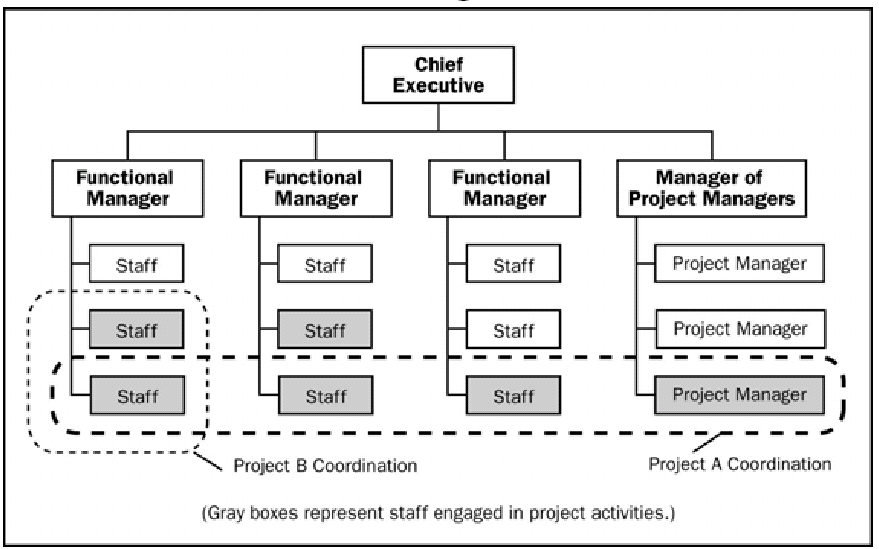 Chief
Executive
Functional
Manager
Functional
Manager
Functional
Manager
Manager of
Project Managers
Staff
Staff
Staff
Project Manager
Staff
Staff
Staff
Project Manager
Staff
Staff
Staff
Project Manager
Project B Coordination
Project A Coordination
(Gray boxes represent staff engaged in project activities.)